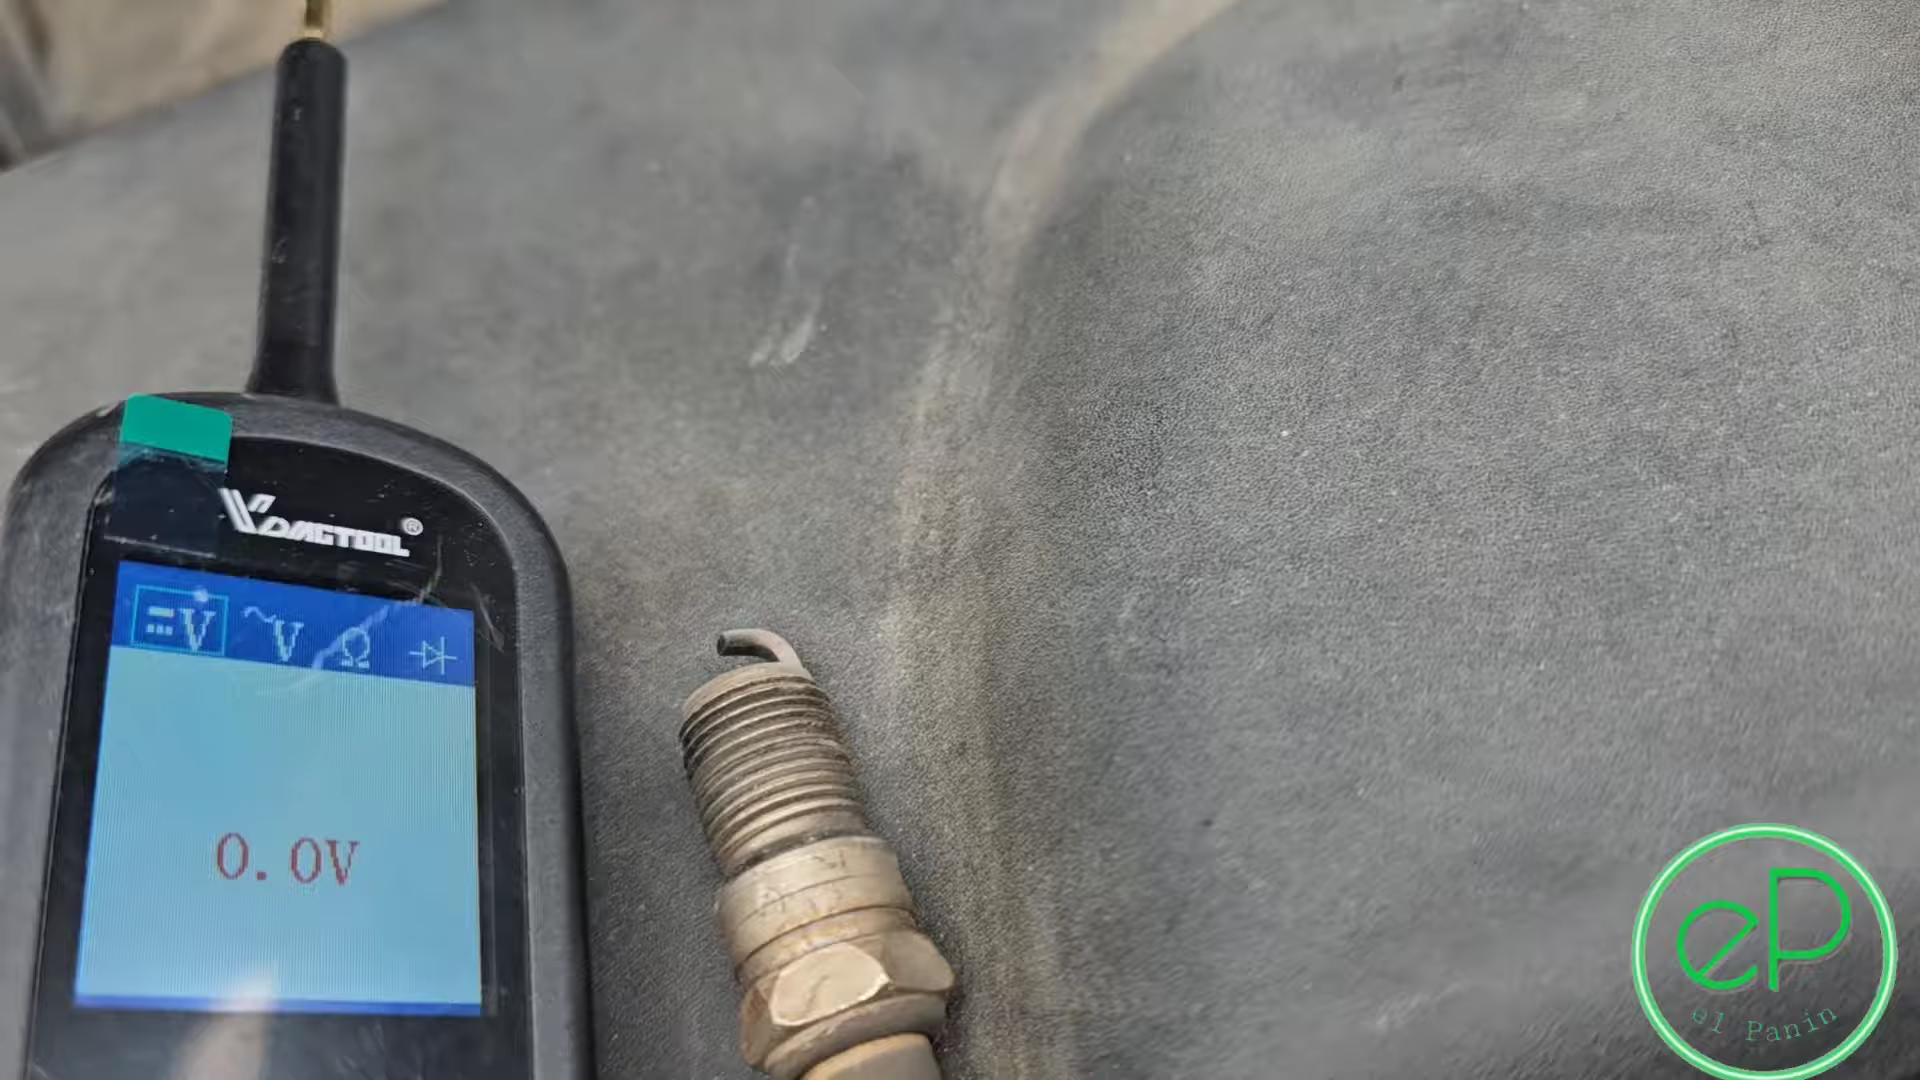 VDIAGTOOL®
=V ~V Ω
0.0V
eP
el Panin